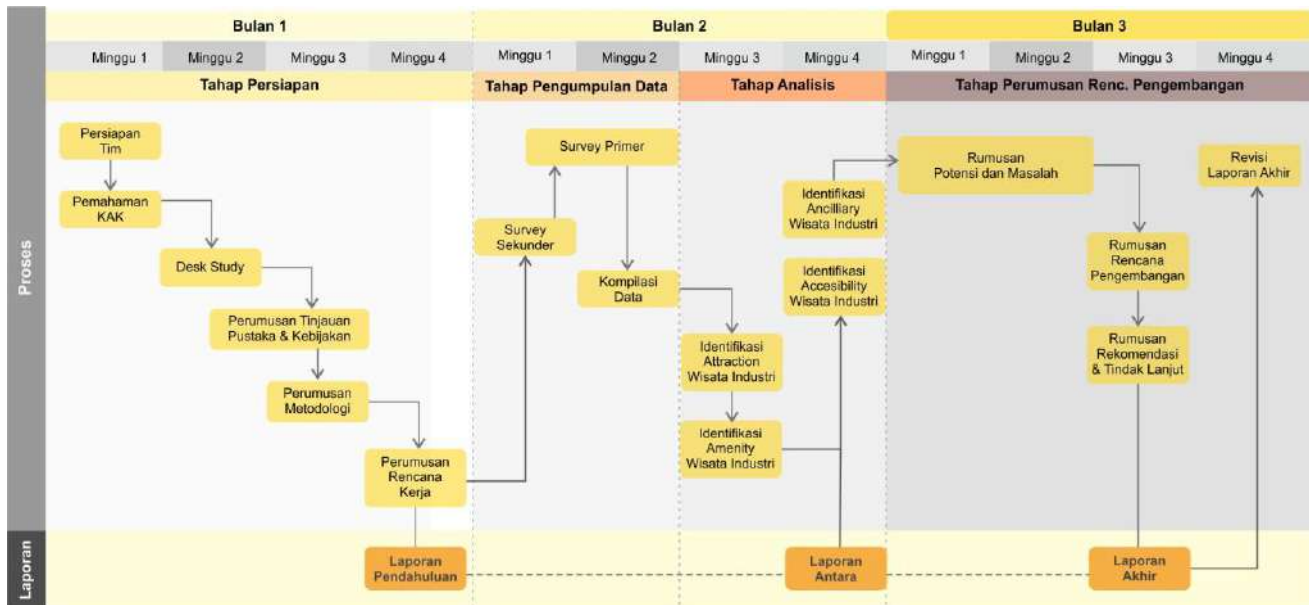 Bulan 1
Bulan 2
Bulan 3
Minggu 1
Minggu 2
Minggu 3
Minggu 4
Minggu 1
Minggu 2
Minggu 3
Minggu 4
Minggu 1
Minggu 2
Minggu 3
Minggu 4
Tahap Persiapan
Tahap Pengumpulan Data
Tahap Analisis
Tahap Perumusan Renc. Pengembangan
Proses
Persiapan
Tim
Pemahaman
KAK
Desk Study
Perumusan Tinjauan
Pustaka & Kebijakan
Perumusan
Metodologi
Perumusan
Rencana
Kerja
Survey
Sekunder
Survey Primer
Kompilasi
Data
Identifikasi
Attraction
Wisata Industri
Identifikasi
Amenity
Wisata Industri
Identifikasi
Ancilliary
Wisata Industri
Identifikasi
Accesibility
Wisata Industri
Rumusan
Potensi dan Masalah
Rumusan
Rencana
Pengembangan
Rumusan
Rekomendasi
& Tindak Lanjut
Revisi
Laporan Akhir
Laporan
Laporan
Pendahuluan
Laporan
Antara
Laporan
Akhir